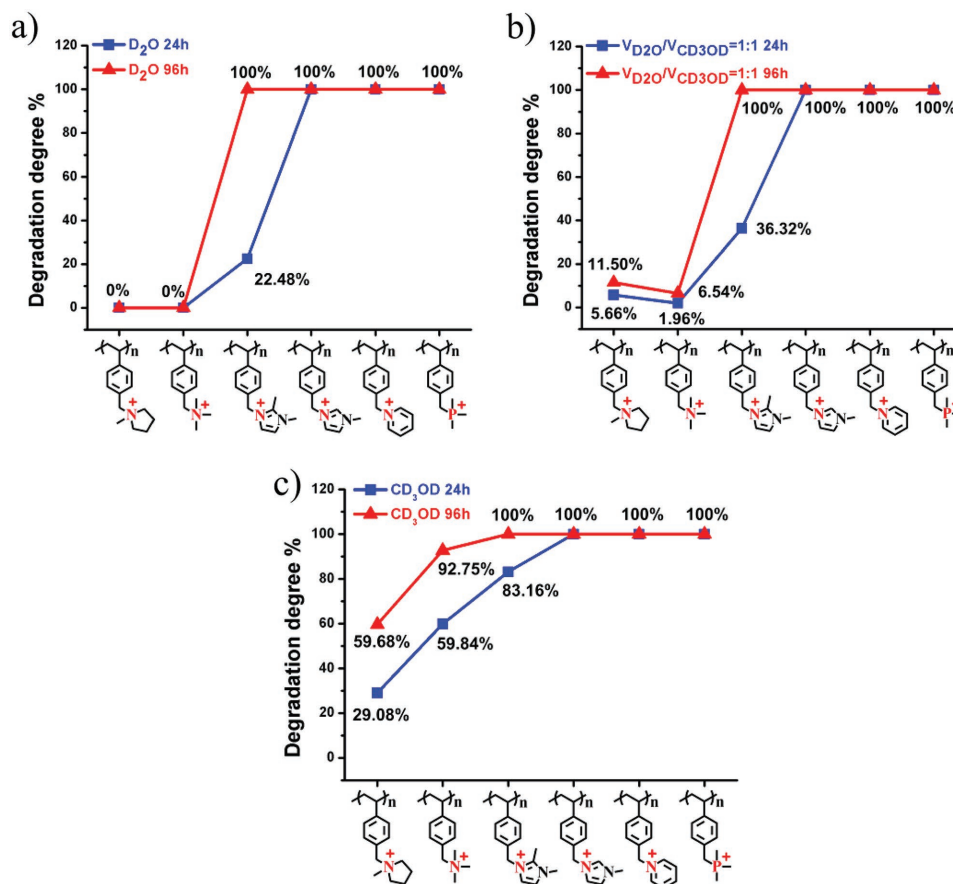 a)
D2O 24h
D2O 96h
Degradation degree %
120
100
80
60
40
20
0
0%
0%
22.48%
100%
100%
100%
100%
n
n
n
n
n
n
N+
N+
N+ N
N+ N
N+
P+
b)
VD2O/VCD3OD=1:1 24h
VD2O/VCD3OD=1:1 96h
Degradation degree %
120
100
80
60
40
20
0
11.50%
5.66%
6.54%
1.96%
36.32%
100%
100%
100%
100%
n
n
n
n
n
n
N+
N+
N+ N
N+ N
N+
P+
c)
CD3OD 24h
CD3OD 96h
Degradation degree %
120
100
80
60
40
20
0
59.68%
29.08%
92.75%
59.84%
83.16%
100%
100%
100%
100%
n
n
n
n
n
n
N+
N+
N+ N
N+ N
N+
P+